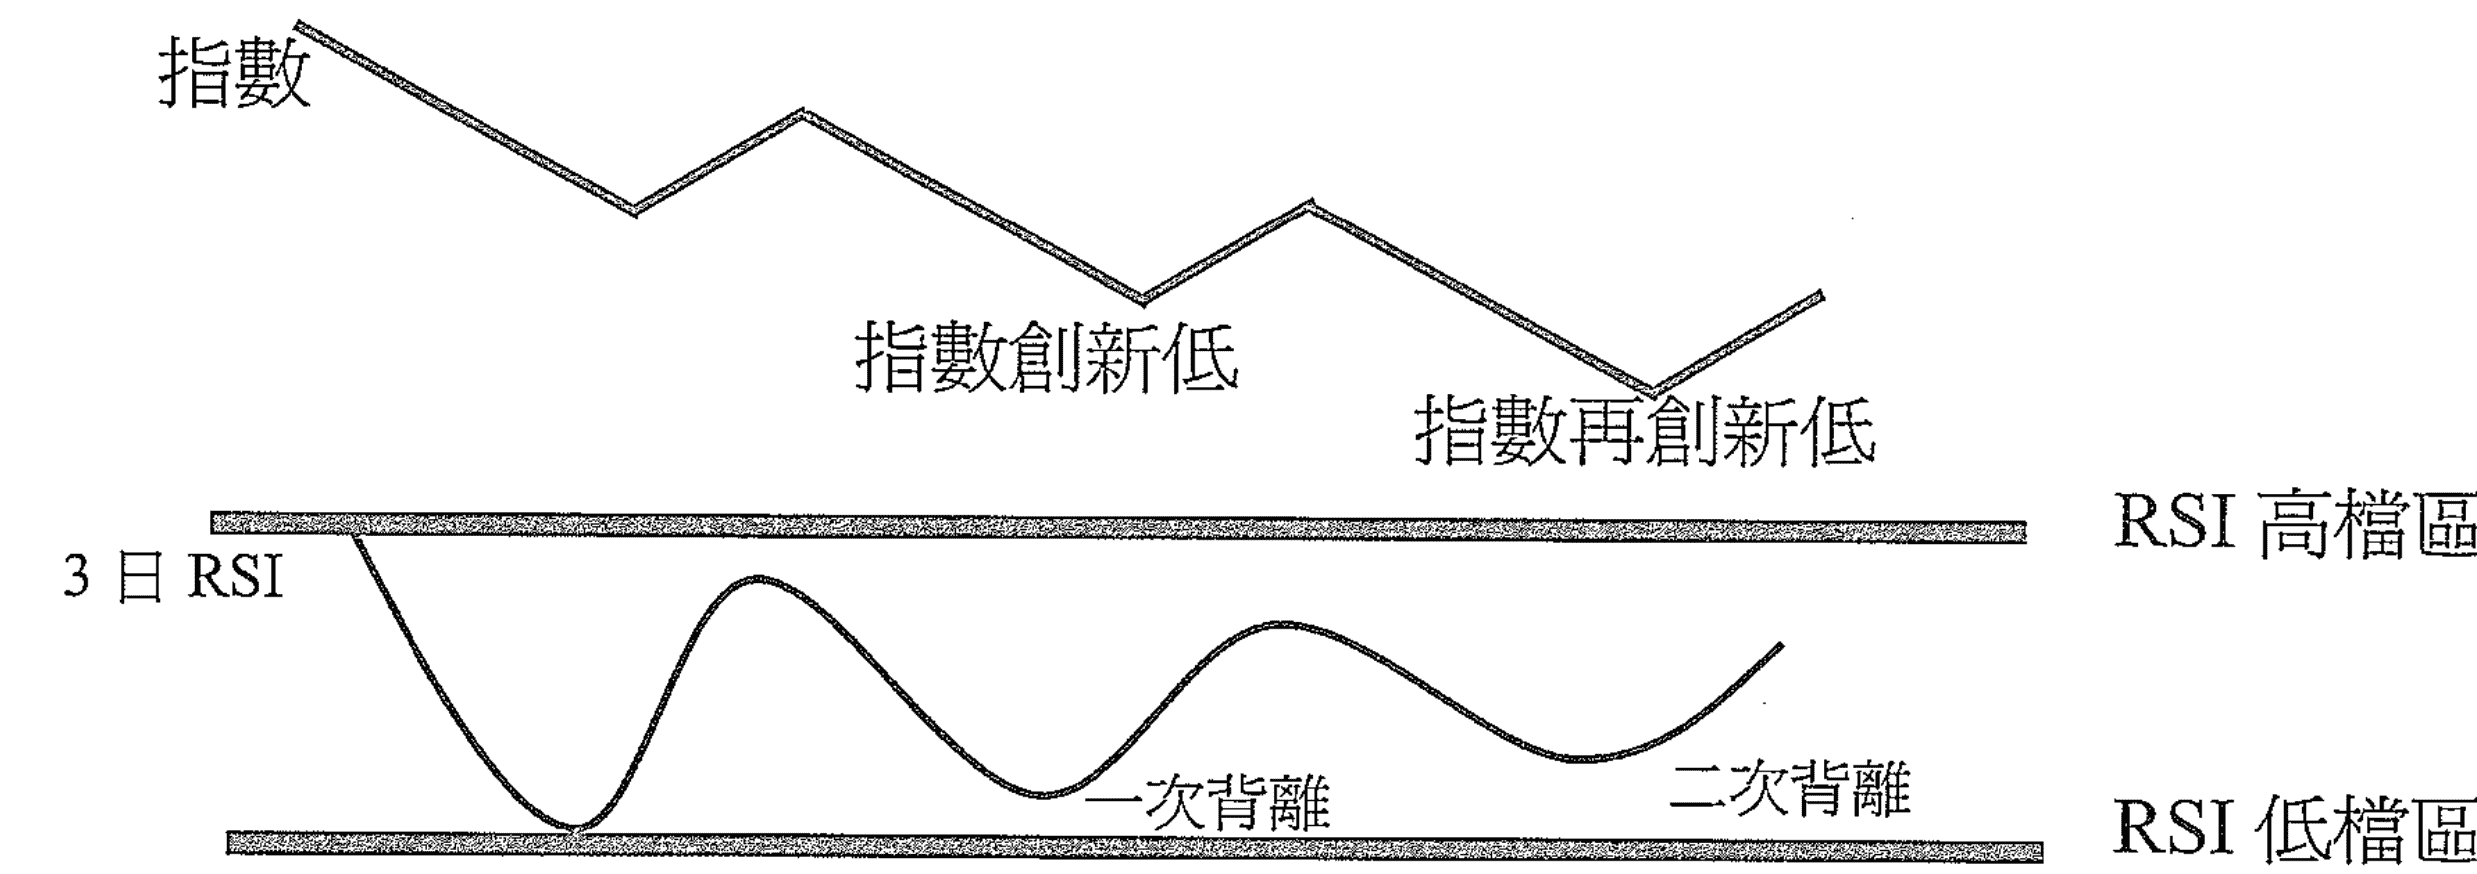 指數
指數創新低
指數再創新低
RSI 高檔區
3 日 RSI
一次背離
二次背離
RSI 低檔區